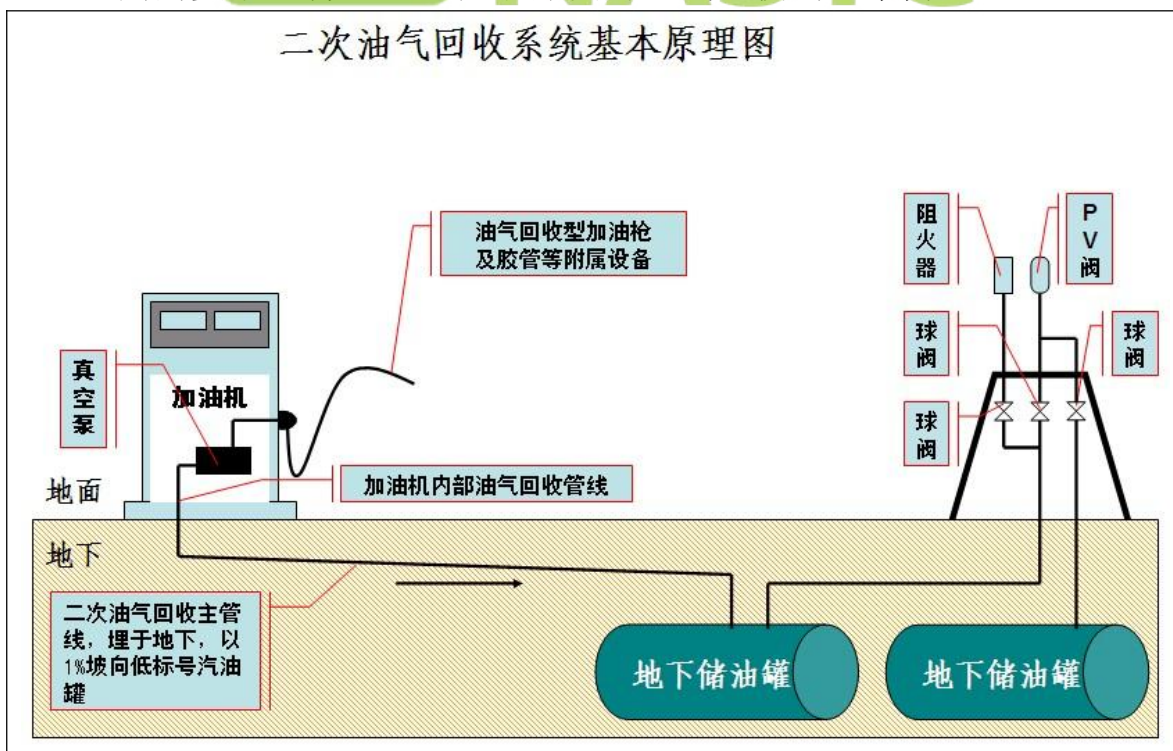 二次油气回收系统基本原理图
油气回收型加油枪
及胶管等附属设备
阻
火
器
P
V
阀
真
空
泵
加油机
球
阀
球
阀
球
阀
加油机内部油气回收管线
地面
地下
二次油气回收主管
线，埋于地下，以
1%坡向低标号汽油
罐
地下储油罐
地下储油罐